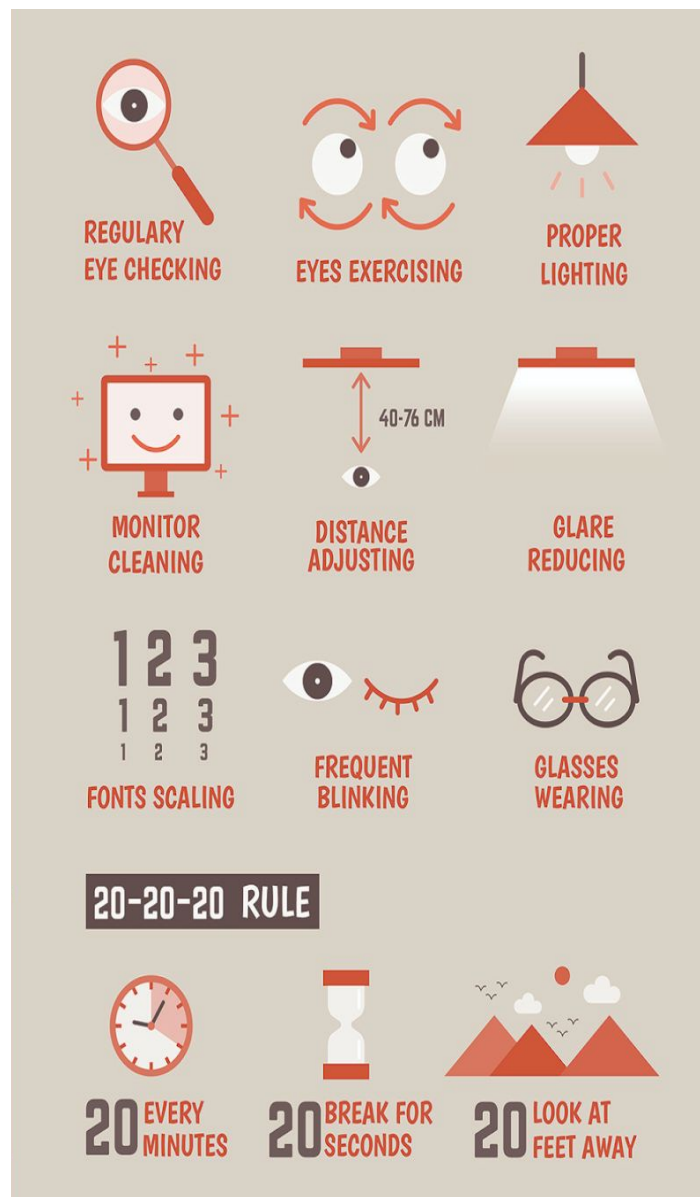 REGULARY
EYE CHECKING
EYES EXERCISING
PROPER
LIGHTING
MONITOR
CLEANING
40-76 CM
DISTANCE
ADJUSTING
GLARE
REDUCING
1 2 3
1 2 3
1 2 3
FONTS SCALING
FREQUENT
BLINKING
GLASSES
WEARING
20-20-20 RULE
20 EVERY
MINUTES
20 BREAK FOR
SECONDS
20 LOOK AT
FEET AWAY